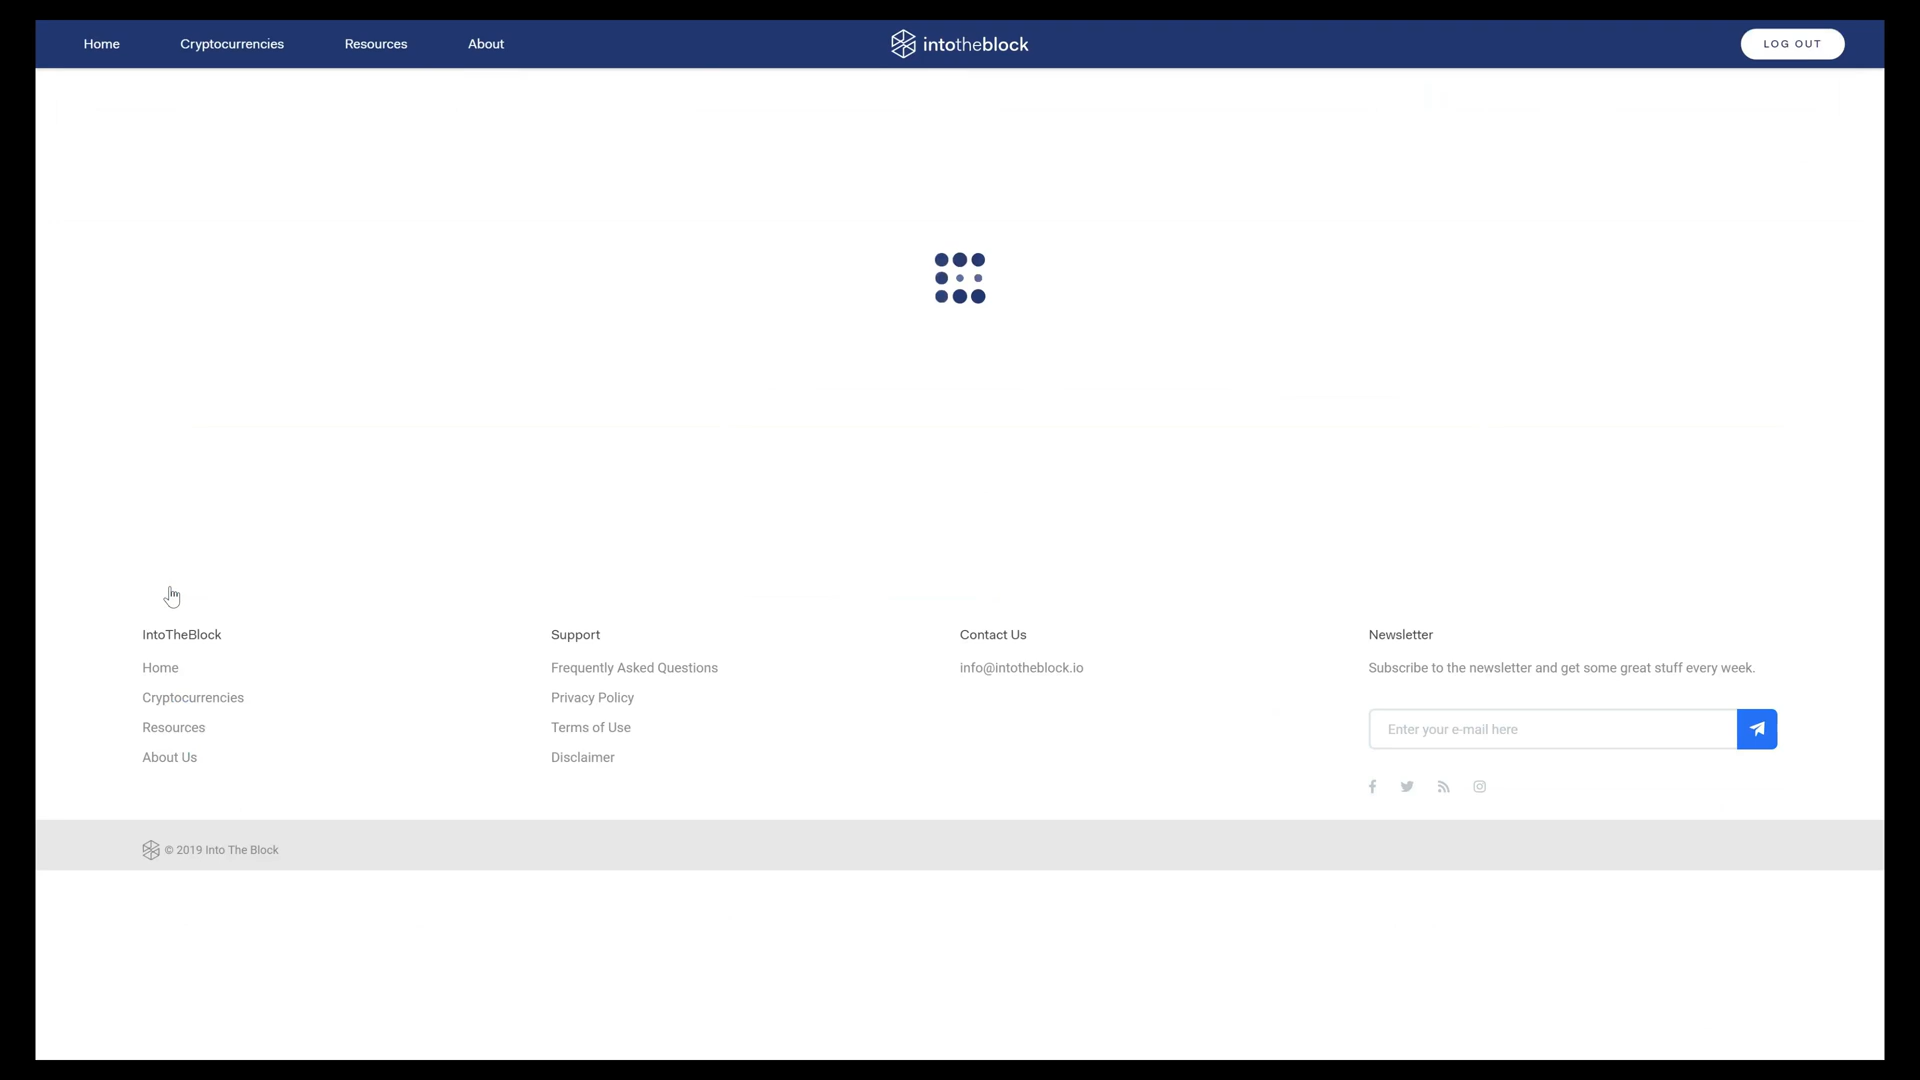 Home Cryptocurrencies Resources About intotheblock LOG OUT
IntoTheBlock
Home
Cryptocurrencies
Resources
About Us
Support
Frequently Asked Questions
Privacy Policy
Terms of Use
Disclaimer
Contact Us
info@intotheblock.io
Newsletter
Subscribe to the newsletter and get some great stuff every week.
Enter your e-mail here
© 2019 Into The Block